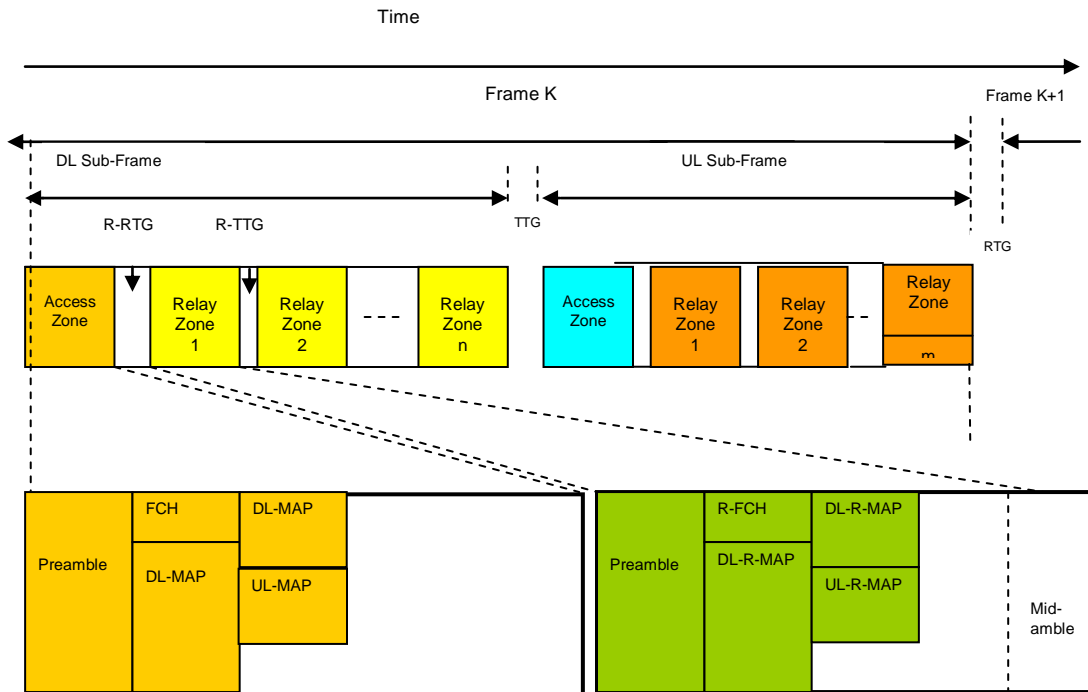 Time
Frame K
Frame K+1
DL Sub-Frame
UL Sub-Frame
R-RTG
R-TTG
TTG
RTG
Access
Zone
Relay
Zone
1
Relay
Zone
2
Relay
Zone
n
Access
Zone
Relay
Zone
1
Relay
Zone
2
Relay
Zone
m
Preamble
FCH
DL-MAP
DL-MAP
UL-MAP
Preamble
R-FCH
DL-R-MAP
DL-R-MAP
UL-R-MAP
Mid-
amble